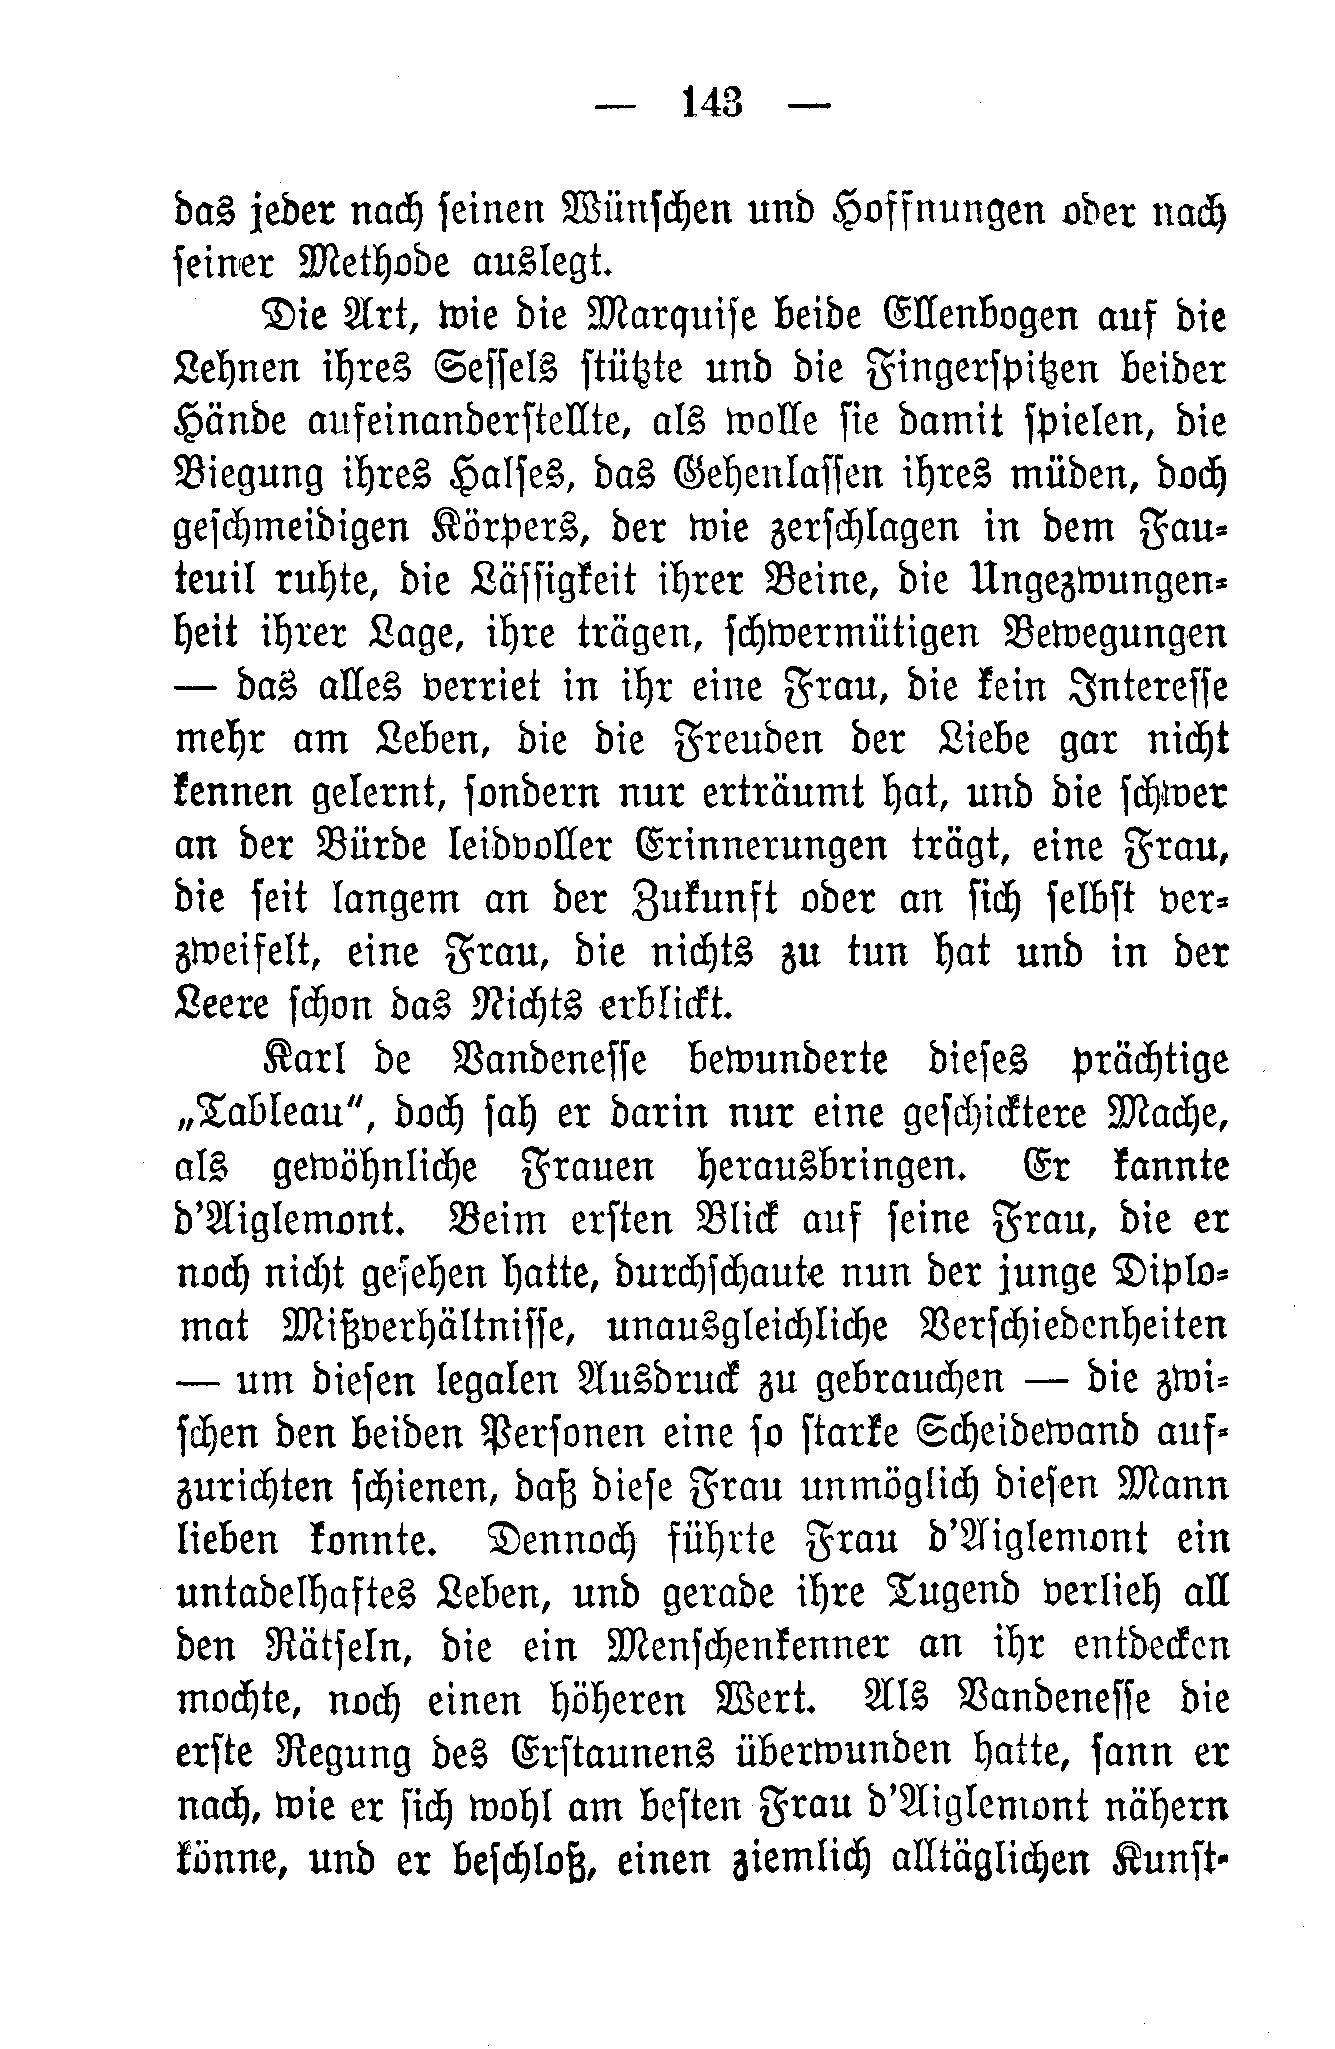 — 143 —
das jeder nach seinen Wünschen und Hoffnungen oder nach
seiner Methode auslegt.
Die Art, wie die Marquise beide Ellenbogen auf die
Lehnen ihres Sessels stützte und die Fingerspitzen beider
Hände aufeinanderstellte, als wolle sie damit spielen, die
Biegung ihres Halses, das Gehenlassen ihres müden, doch
geschmeidigen Körpers, der wie zerschlagen in dem Fau-
teuil ruhte, die Lässigkeit ihrer Beine, die Ungezwungen-
heit ihrer Lage, ihre trägen, schwermütigen Bewegungen
— das alles verriet in ihr eine Frau, die kein Interesse
mehr am Leben, die die Freuden der Liebe gar nicht
kennen gelernt, sondern nur erträumt hat, und die schwer
an der Bürde leidvoller Erinnerungen trägt, eine Frau,
die seit langem an der Zukunft oder an sich selbst ver-
zweifelt, eine Frau, die nichts zu tun hat und in der
Leere schon das Nichts erblickt.
Karl de Vandenesse bewunderte dieses prächtige
„Tableau“, doch sah er darin nur eine geschicktere Mache,
als gewöhnliche Frauen herausbringen. Er kannte
d'Aiglemont. Beim ersten Blick auf seine Frau, die er
noch nicht gesehen hatte, durchschaute nun der junge Diplo-
mat Mißverhältnisse, unausgleichliche Verschiedenheiten
— um diesen legalen Ausdruck zu gebrauchen — die zwi-
schen den beiden Personen eine so starke Scheidewand auf-
zurichten schienen, daß diese Frau unmöglich diesen Mann
lieben konnte. Dennoch führte Frau d'Aiglemont ein
untadelhaftes Leben, und gerade ihre Tugend verlieh all
den Rätseln, die ein Menschenkenner an ihr entdecken
mochte, noch einen höheren Wert. Als Vandenesse die
erste Regung des Erstaunens überwunden hatte, sann er
nach, wie er sich wohl am besten Frau d'Aiglemont nähern
könne, und er beschloß, einen ziemlich alltäglichen Kunst-